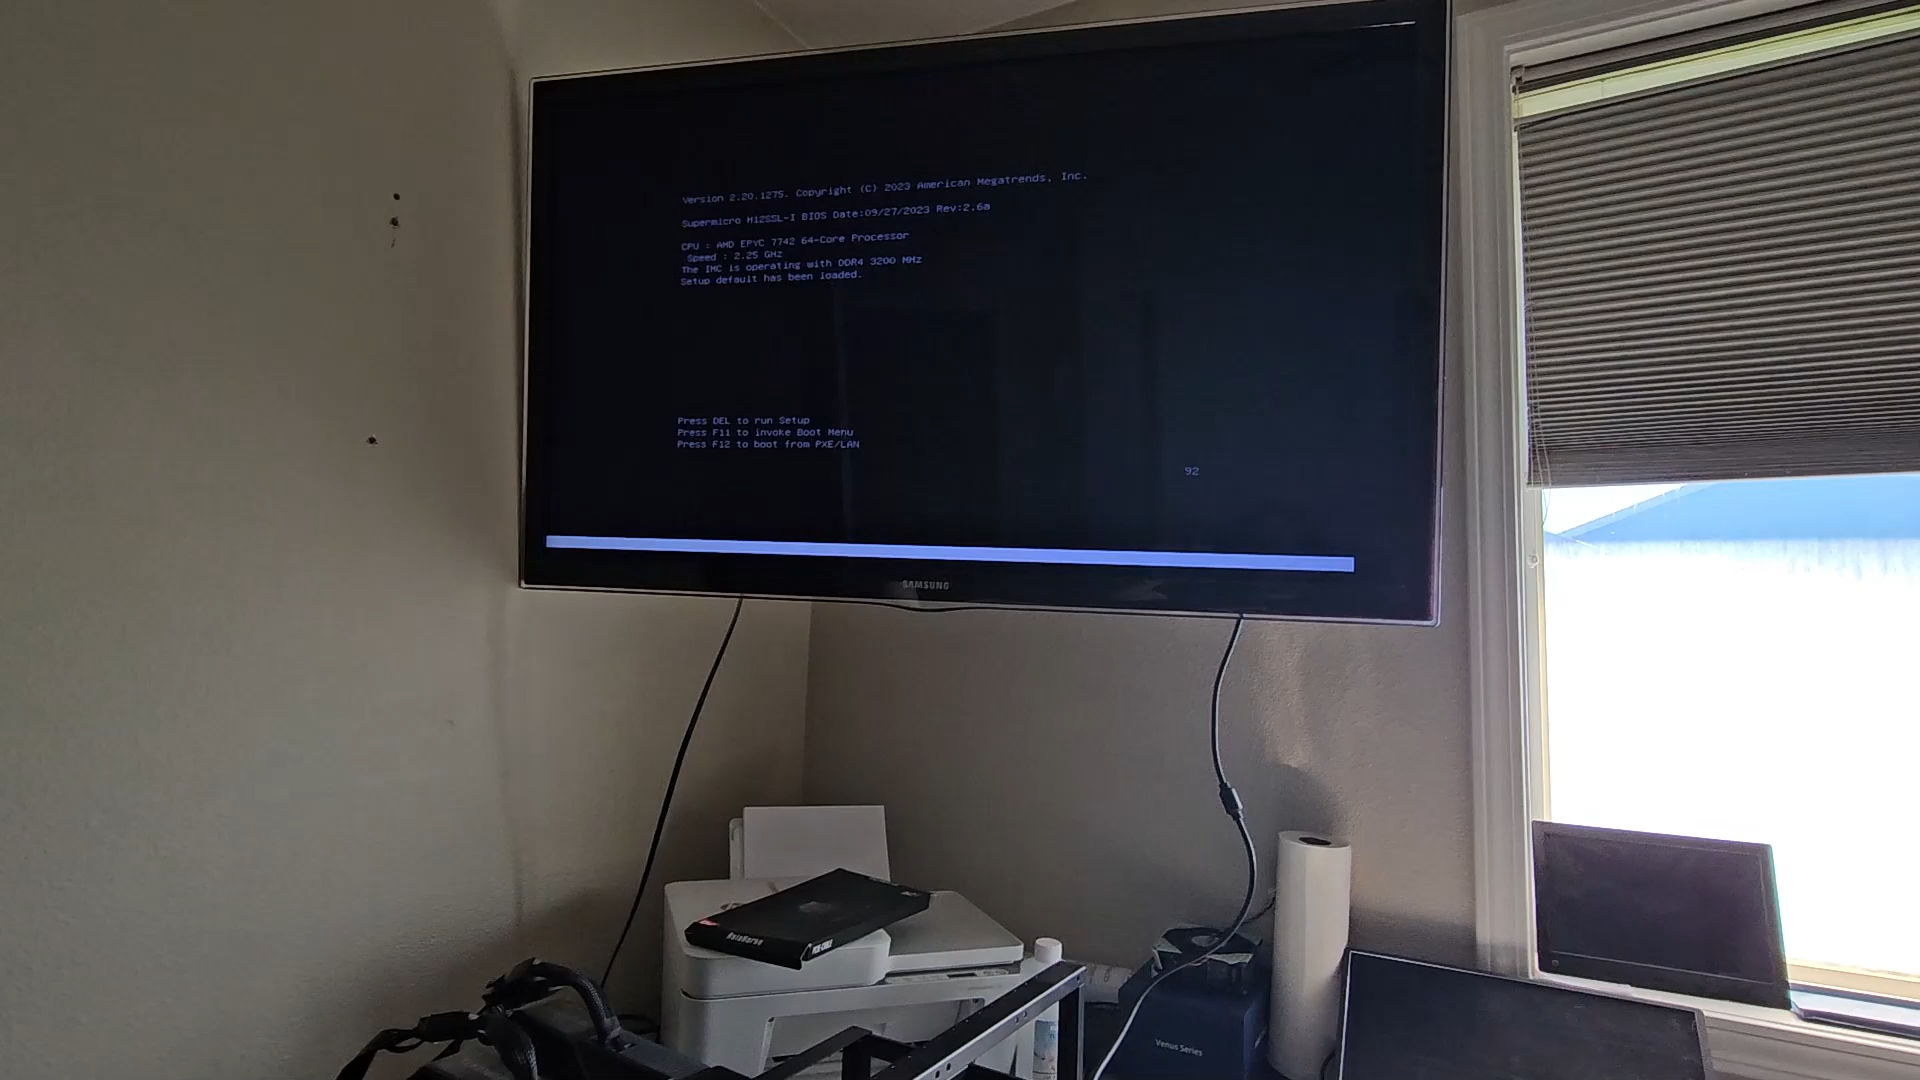 Version 2.20.1275. Copyright (C) 2023 American Megatrends, Inc.
Supermicro H12SSL-I BIOS Date:09/27/2023 Rev:2.6a
CPU : AMD EPYC 7742 64-Core Processor
Speed : 2.25 GHz
The IMC is operating with DDR4 3200 MHz
Setup default has been loaded.
Press DEL to run Setup
Press F11 to invoke Boot Menu
Press F12 to boot from PXE/LAN
92
SAMSUNG
AsiaHorse
Venus Series